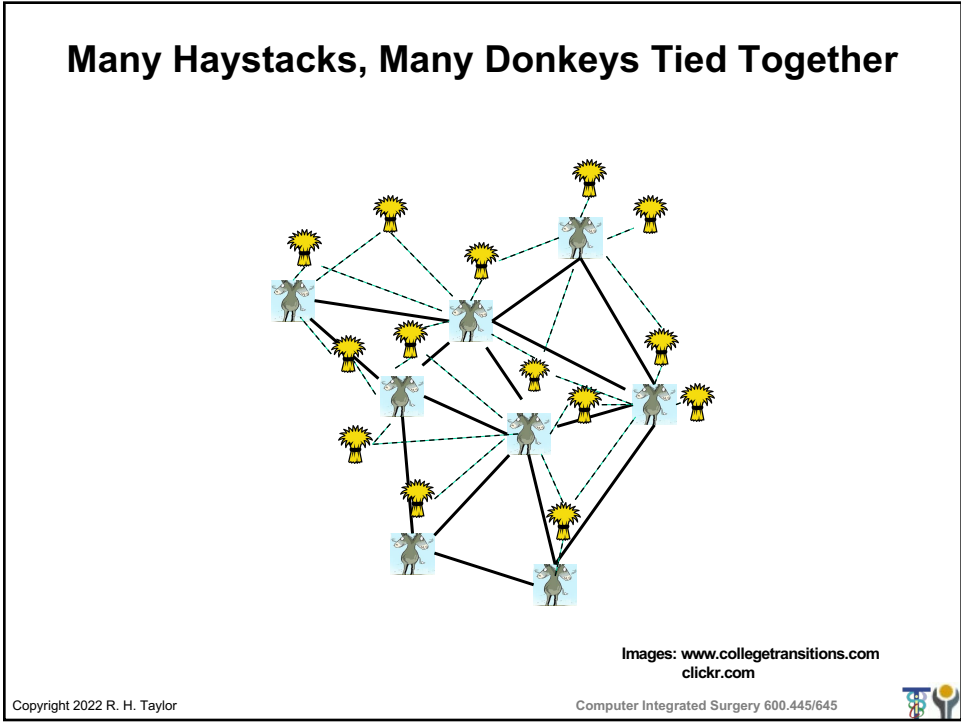 Many Haystacks, Many Donkeys Tied Together
Images: www.collegetransitions.com
clickr.com
Copyright 2022 R. H. Taylor
Computer Integrated Surgery 600.445/645